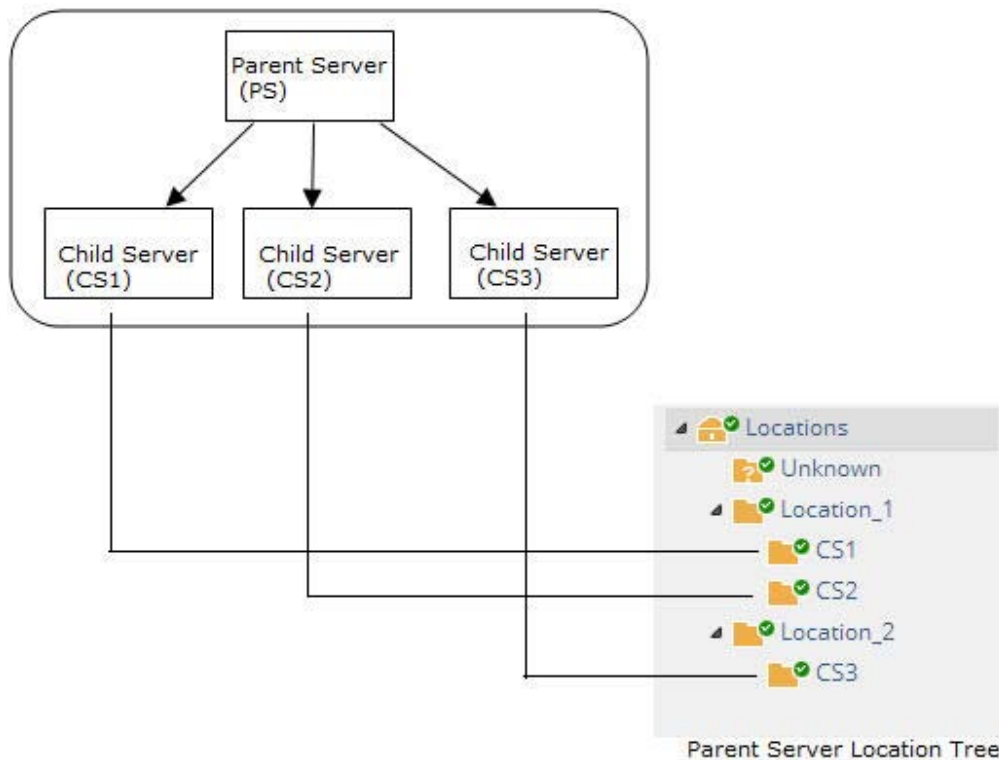 Parent Server
(PS)
Child Server
(CS1)
Child Server
(CS2)
Child Server
(CS3)
Locations
Unknown
Location_1
CS1
CS2
Location_2
CS3
Parent Server Location Tree